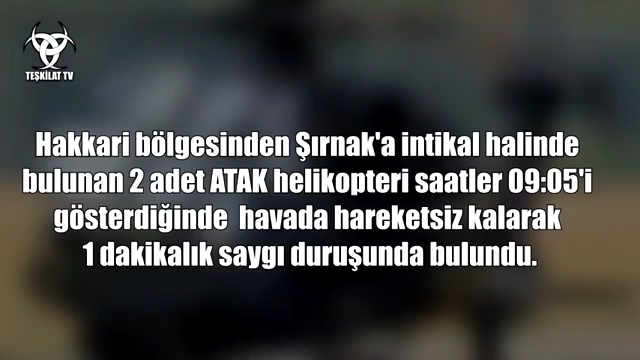 TEŞKİLAT TV
Hakkari bölgesinden Şırnak'a intikal halinde
bulunan 2 adet ATAK helikopteri saatler 09:05'i
gösterdiğinde havada hareketsiz kalarak
1 dakikalık saygı duruşunda bulundu.